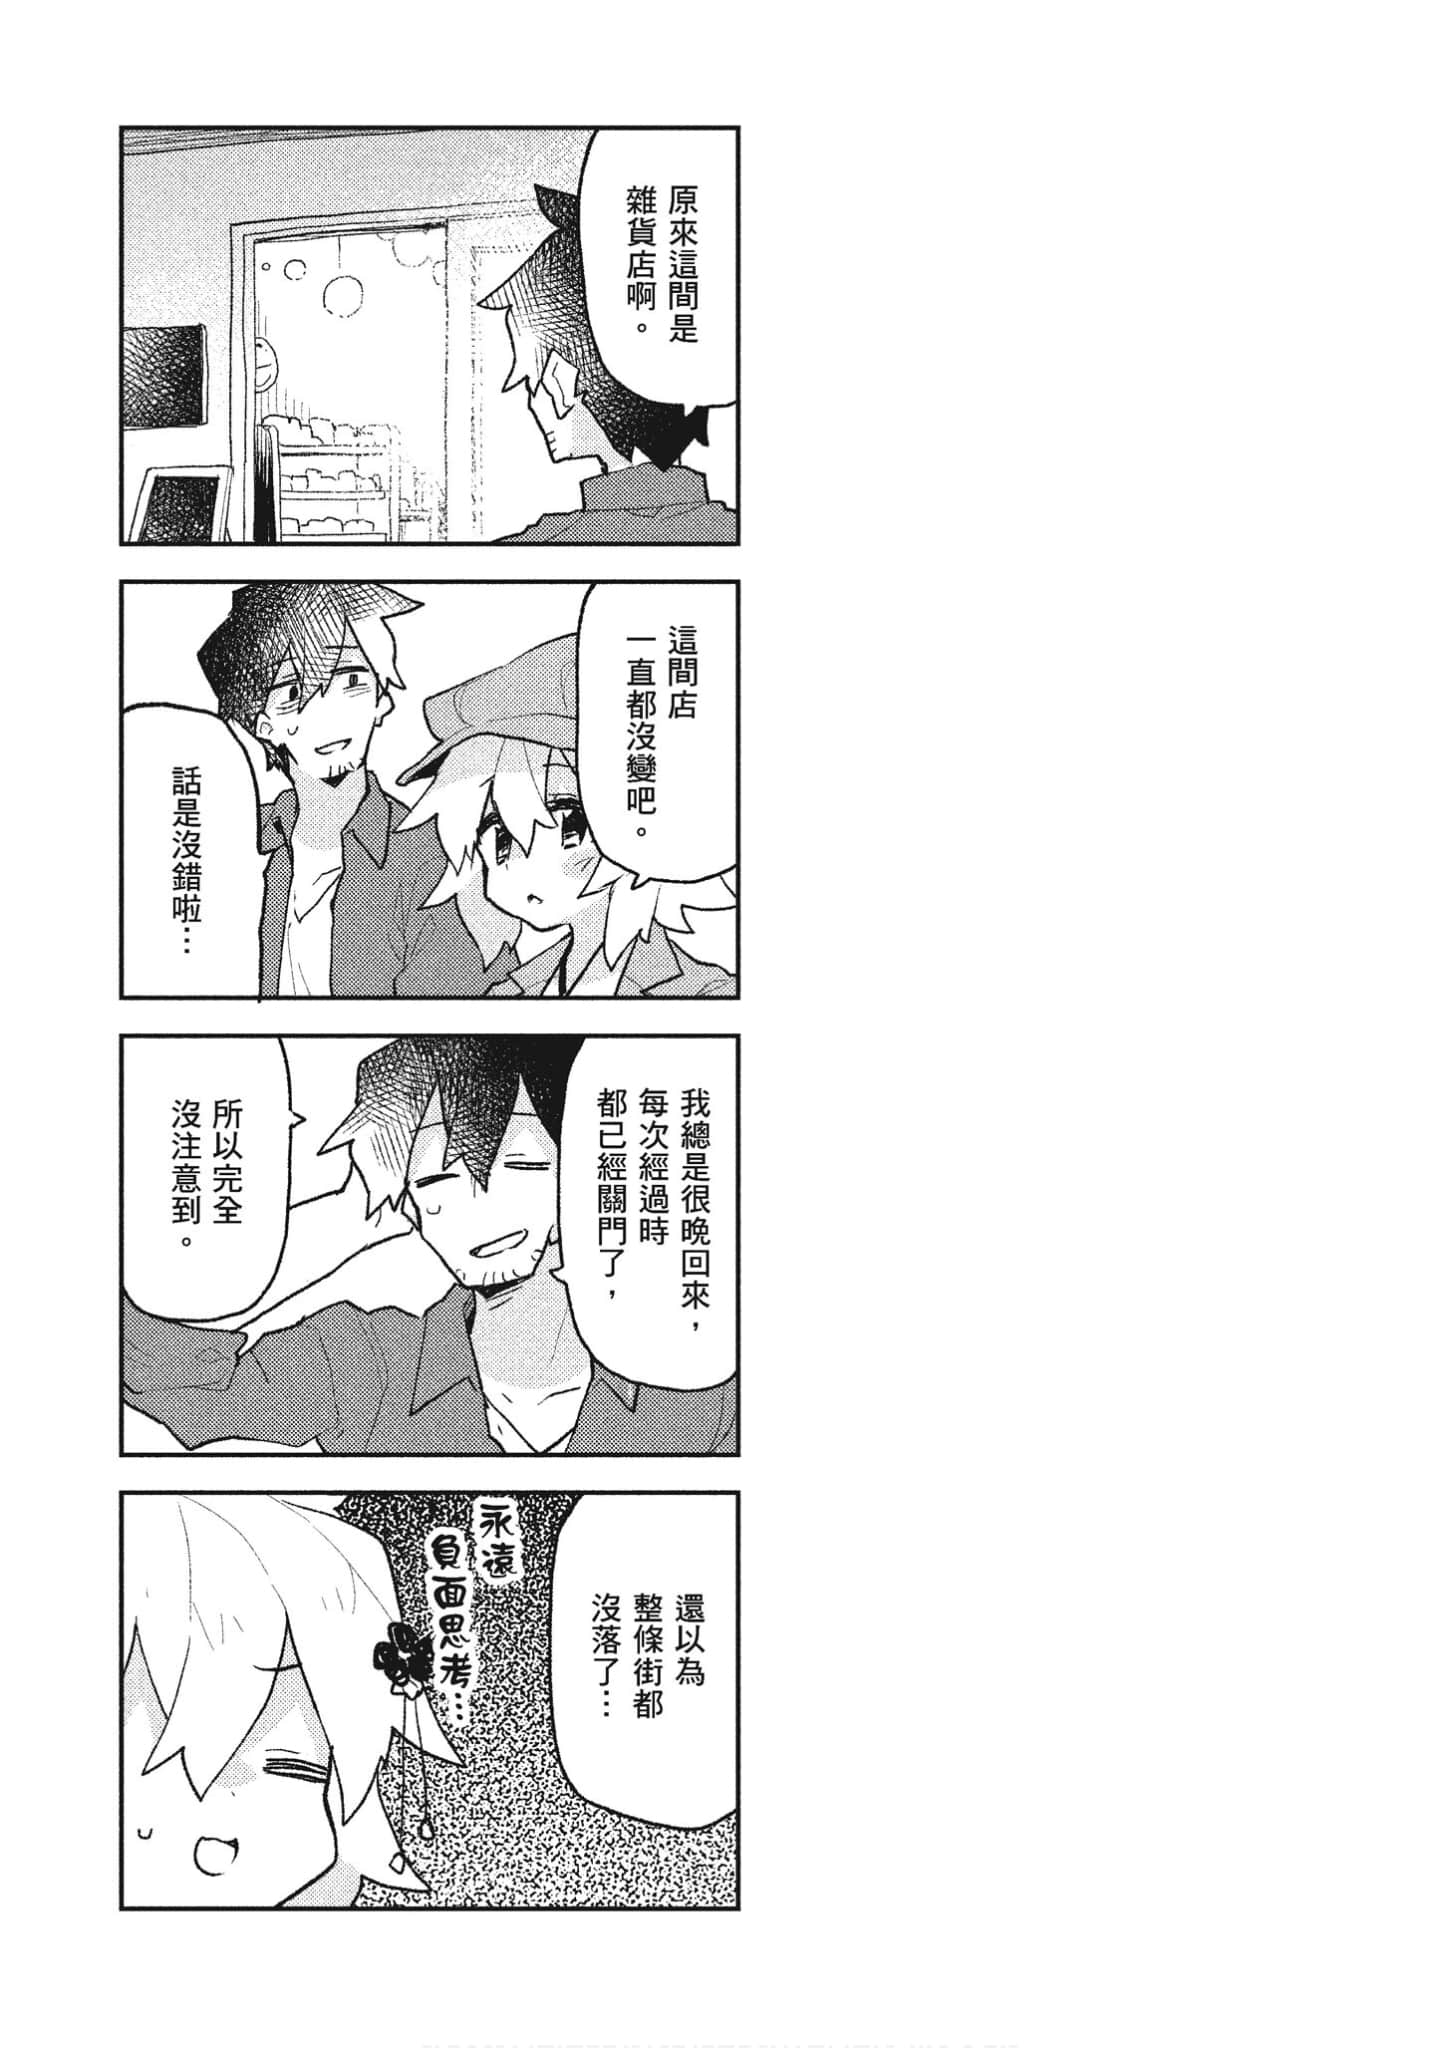 原來這間是
雜貨店啊。
這間店
一直都沒變吧。
話是沒錯啦…
我總是很晚回來，
每次經過時
都已經關門了，
所以完全
沒注意到。
還以為
整條街都
沒落了…
永遠
負面思考…